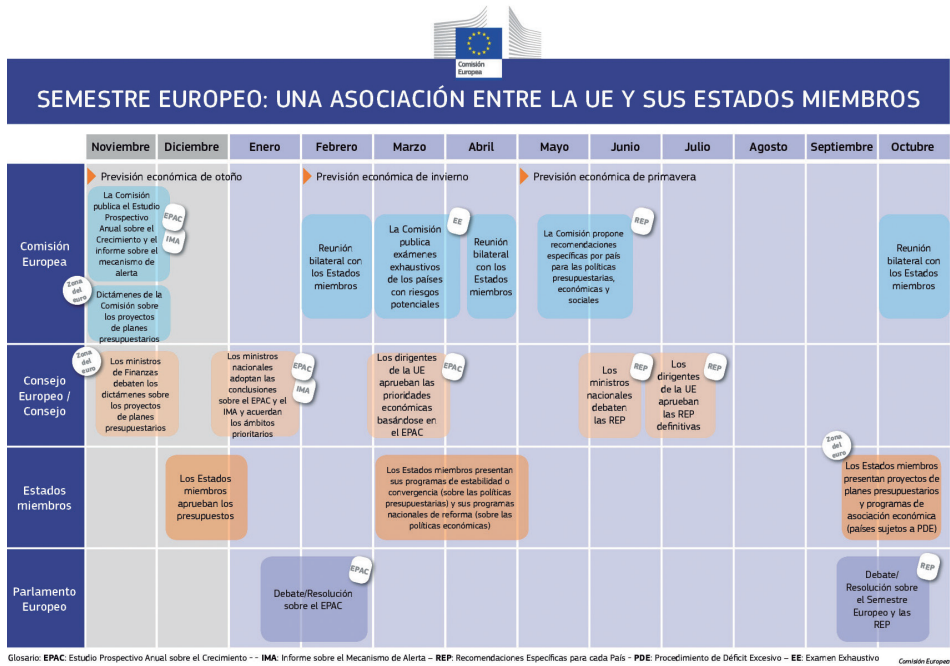 Comisión
Europea
SEMESTRE EUROPEO: UNA ASOCIACIÓN ENTRE LA UE Y SUS ESTADOS MIEMBROS
Noviembre Diciembre Enero Febrero Marzo Abril Mayo Junio Julio Agosto Septiembre Octubre
Comisión
Europea
Previsión económica de otoño
Previsión económica de invierno
Previsión económica de primavera
La Comisión
publica el Estudio
Prospectivo
Anual sobre el
Crecimiento y el
informe sobre el
mecanismo de
alerta
EPAC
IMA
Zona
del
euro
Dictámenes de la
Comisión sobre
los proyectos
de planes
presupuestarios
Reunión
bilateral con
los Estados
miembros
La Comisión
publica
exámenes
exhaustivos
de los países
con riesgos
potenciales
EE
Reunión
bilateral
con los
Estados
miembros
La Comisión propone
recomendaciones
específicas por país
para las políticas
presupuestarias,
económicas y
sociales
REP
Reunión
bilateral con
los Estados
miembros
Consejo
Europeo /
Consejo
Zona
del
euro
Los ministros
de Finanzas
debaten los
dictámenes sobre
los proyectos
de planes
presupuestarios
Los ministros
nacionales
adoptan las
conclusiones
sobre el EPAC y el
IMA y acuerdan
los ámbitos
prioritarios
EPAC
IMA
Los dirigentes
de la UE
aprueban las
prioridades
económicas
basándose en
el EPAC
EPAC
Los
ministros
nacionales
debaten
las REP
REP
Los
dirigentes
de la UE
aprueban
las REP
definitivas
REP
Estados
miembros
Los Estados
miembros
aprueban los
presupuestos
Los Estados miembros presentan
sus programas de estabilidad o
convergencia (sobre las políticas
presupuestarias) y sus programas
nacionales de reforma (sobre las
políticas económicas)
Zona
del
euro
Los Estados miembros
presentan proyectos de
planes presupuestarios
y programas de
asociación económica
(países sujetos a PDE)
Parlamento
Europeo
Debate/Resolución
sobre el EPAC
EPAC
Debate/
Resolución sobre
el Semestre
Europeo y las
REP
REP
Glosario: EPAC: Estudio Prospectivo Anual sobre el Crecimiento - - IMA: Informe sobre el Mecanismo de Alerta – REP: Recomendaciones Específicas para cada País - PDE: Procedimiento de Déficit Excesivo – EE: Examen Exhaustivo
Comisión Europea